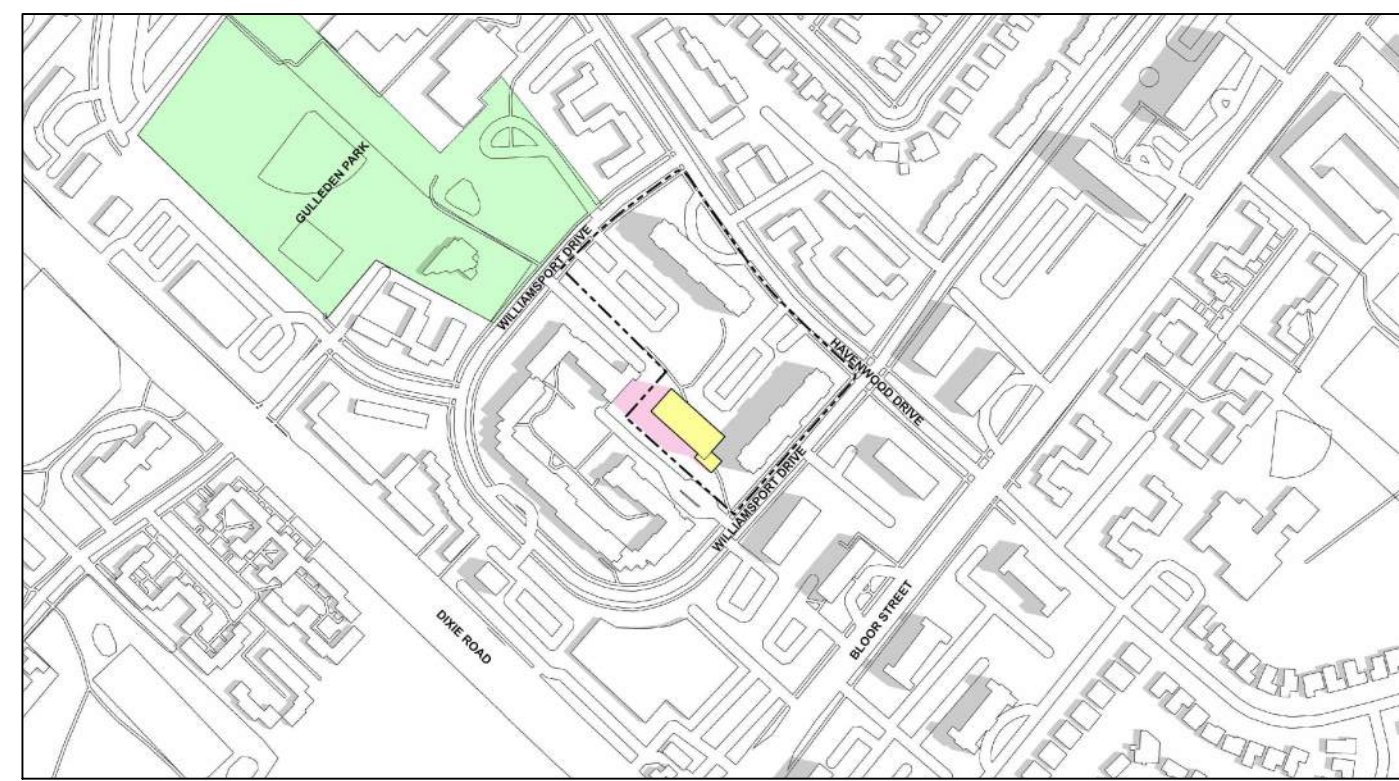 GULLEDEN PARK
WILLIAMSPORT DRIVE
HAVENWOOD DRIVE
WILLIAMSPORT DRIVE
DIXIE ROAD
BLOOR STREET